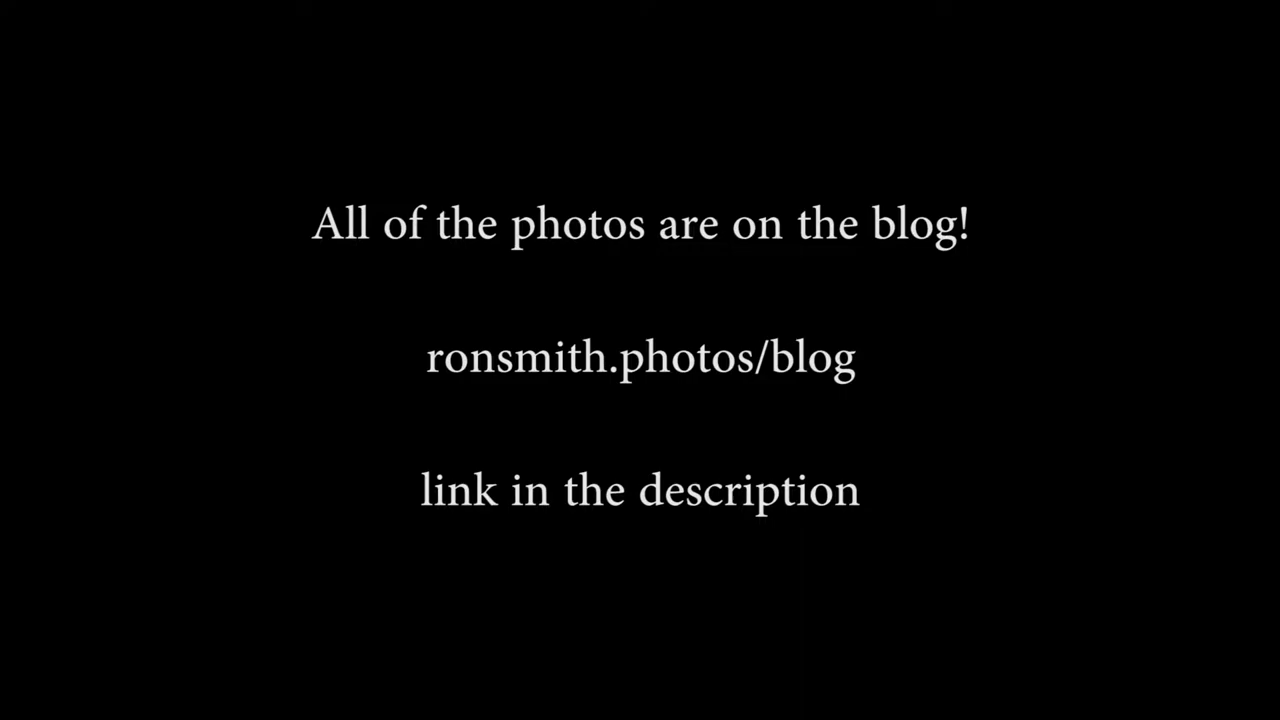 All of the photos are on the blog!
ronsmith.photos/blog
link in the description